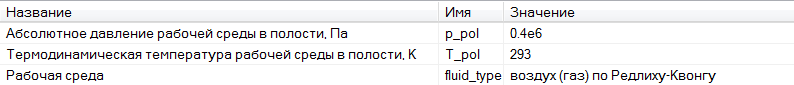 Название Имя Значение
Абсолютное давление рабочей среды в полости, Па p_pol 0.4e6
Термодинамическая температура рабочей среды в полости, К T_pol 293
Рабочая среда fluid_type воздух (газ) по Редлиху-Квонгу